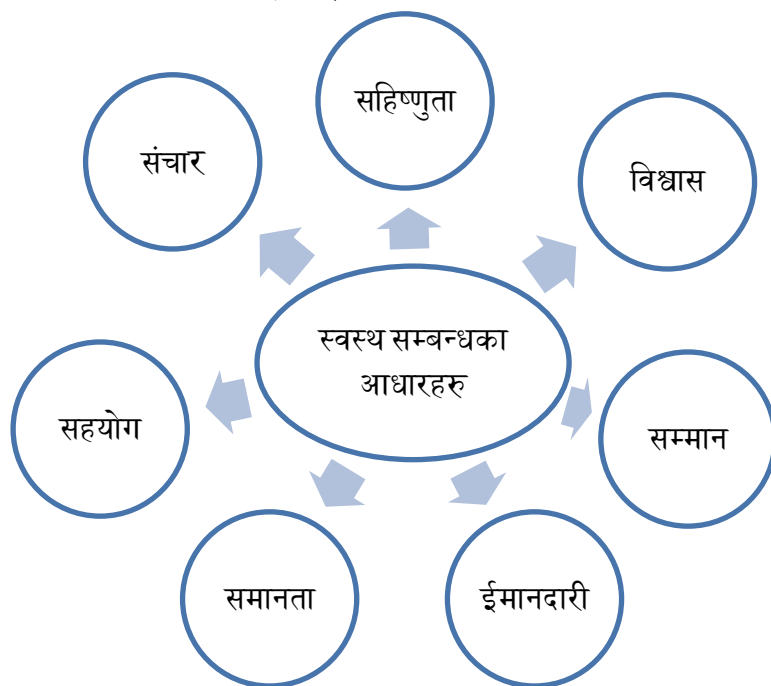 सहिष्णुता
संचार
विश्वास
स्वस्थ सम्बन्धका
आधारहरु
सहयोग
सम्मान
समानता
ईमानदारी